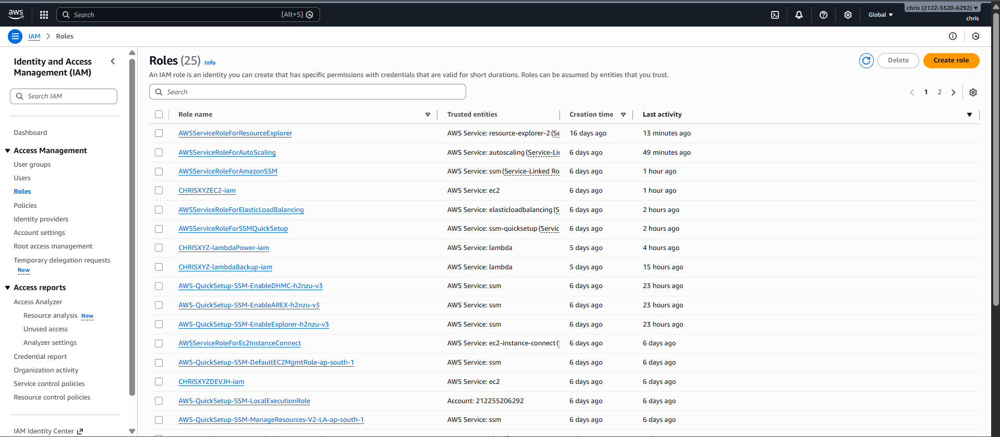 aws
Search [Alt+S]
Global
chris (2122-5520-6292)
chris
IAM
Roles
Identity and Access Management (IAM)
Search IAM
Dashboard
Access Management
User groups
Users
Roles
Policies
Identity providers
Account settings
Root access management
Temporary delegation requests
New
Access reports
Access Analyzer
Resource analysis New
Unused access
Analyzer settings
Credential report
Organization activity
Service control policies
Resource control policies
IAM Identity Center
Roles (25) Info
Delete
Create role
An IAM role is an identity you can create that has specific permissions with credentials that are valid for short durations. Roles can be assumed by entities that you trust.
Search
1 2
Role name Trusted entities Creation time Last activity
AWSServiceRoleForResourceExplorer AWS Service: resource-explorer-2 (Se 16 days ago 13 minutes ago
AWSServiceRoleForAutoScaling AWS Service: autoscaling (Service-Li 6 days ago 49 minutes ago
AWSServiceRoleForAmazonSSM AWS Service: ssm (Service-Linked Ro 6 days ago 1 hour ago
CHRISXYZEC2-iam AWS Service: ec2 6 days ago 1 hour ago
AWSServiceRoleForElasticLoadBalancing AWS Service: elasticloadbalancing (S 6 days ago 2 hours ago
AWSServiceRoleForSSMQuickSetup AWS Service: ssm-quicksetup (Servic 6 days ago 2 hours ago
CHRISXYZ-lambdaPower-iam AWS Service: lambda 5 days ago 4 hours ago
CHRISXYZ-lambdaBackup-iam AWS Service: lambda 5 days ago 15 hours ago
AWS-QuickSetup-SSM-EnableDHMC-h2nzu-v3 AWS Service: ssm 6 days ago 23 hours ago
AWS-QuickSetup-SSM-EnableAREX-h2nzu-v3 AWS Service: ssm 6 days ago 23 hours ago
AWS-QuickSetup-SSM-EnableExplorer-h2nzu-v3 AWS Service: ssm 6 days ago 23 hours ago
AWSServiceRoleForEc2InstanceConnect AWS Service: ec2-instance-connect ( 6 days ago 6 days ago
AWS-QuickSetup-SSM-DefaultEC2MgmtRole-ap-south-1 AWS Service: ssm 6 days ago 6 days ago
CHRISXYZDEVJH-iam AWS Service: ec2 6 days ago 6 days ago
AWS-QuickSetup-SSM-LocalExecutionRole Account: 212255206292 6 days ago 6 days ago
AWS-QuickSetup-SSM-ManageResources-V2-LA-ap-south-1 AWS Service: ssm 6 days ago 6 days ago